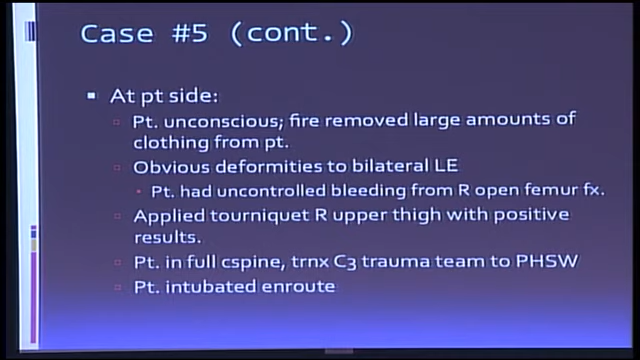 Case #5 (cont.)
At pt side:
Pt. unconscious; fire removed large amounts of
clothing from pt.
Obvious deformities to bilateral LE
Pt. had uncontrolled bleeding from R open femur fx.
Applied tourniquet R upper thigh with positive
results.
Pt. in full cspine, trnx C3 trauma team to PHSW
Pt. intubated enroute